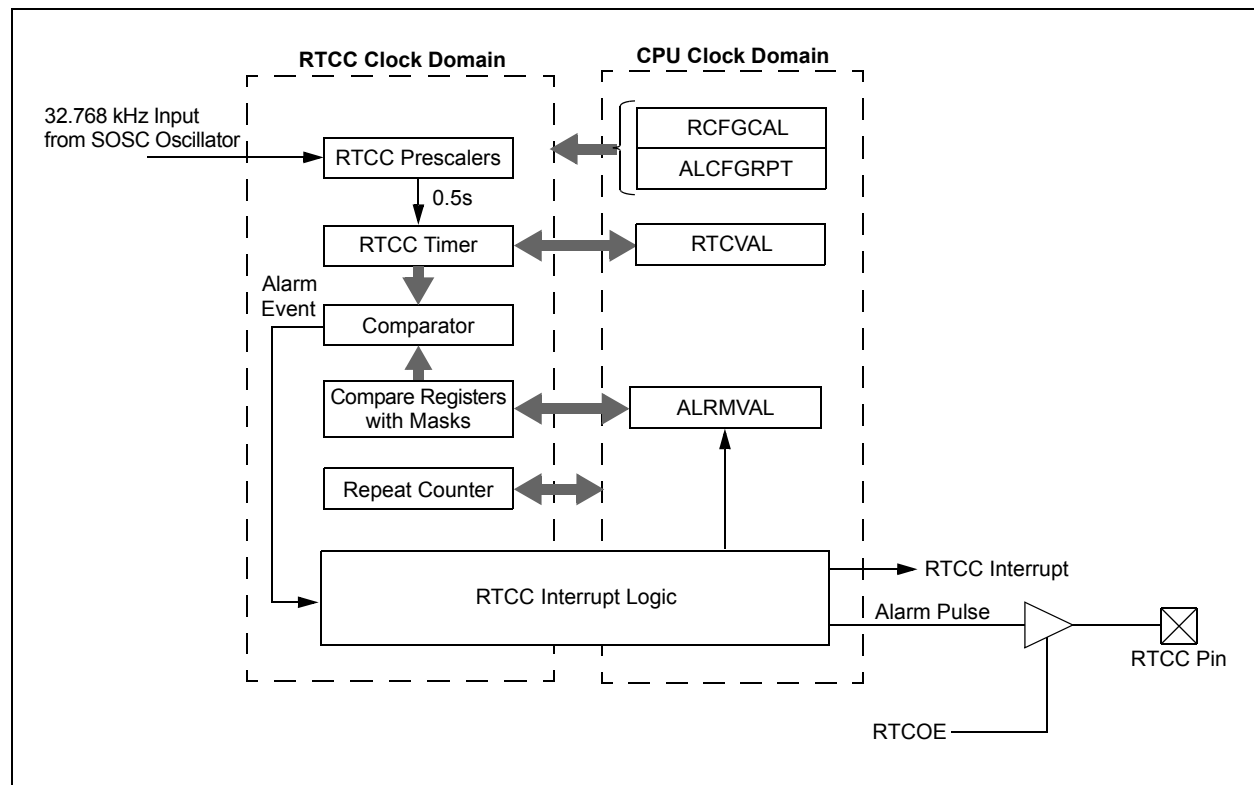 RTCC Clock Domain
CPU Clock Domain
32.768 kHz Input
from SOSC Oscillator
RTCC Prescalers
RCFGCAL
ALCFGRPT
0.5s
RTCC Timer
RTCVAL
Alarm
Event
Comparator
Compare Registers
with Masks
ALRMVAL
Repeat Counter
RTCC Interrupt Logic
RTCC Interrupt
Alarm Pulse
RTCC Pin
RTCOE